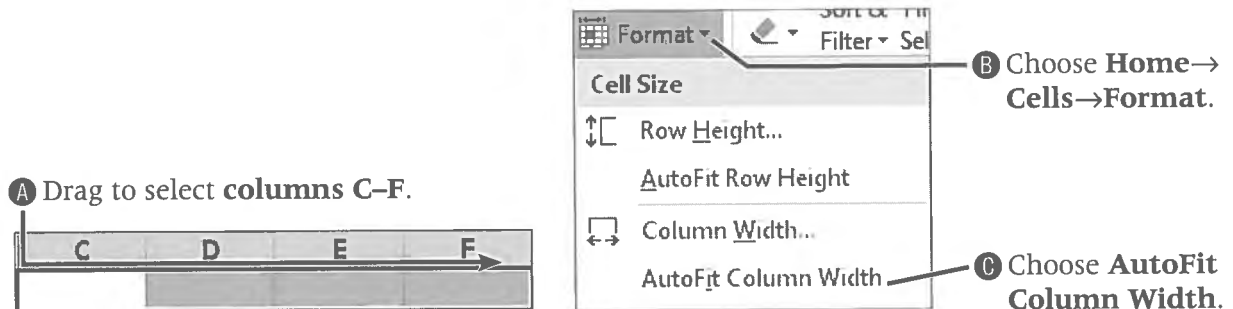 A Drag to select columns C–F.
C D E F
Format
Filter Sel
Cell Size
Row Height...
AutoFit Row Height
Column Width...
AutoFit Column Width
B Choose Home→
Cells→Format.
C Choose AutoFit
Column Width.